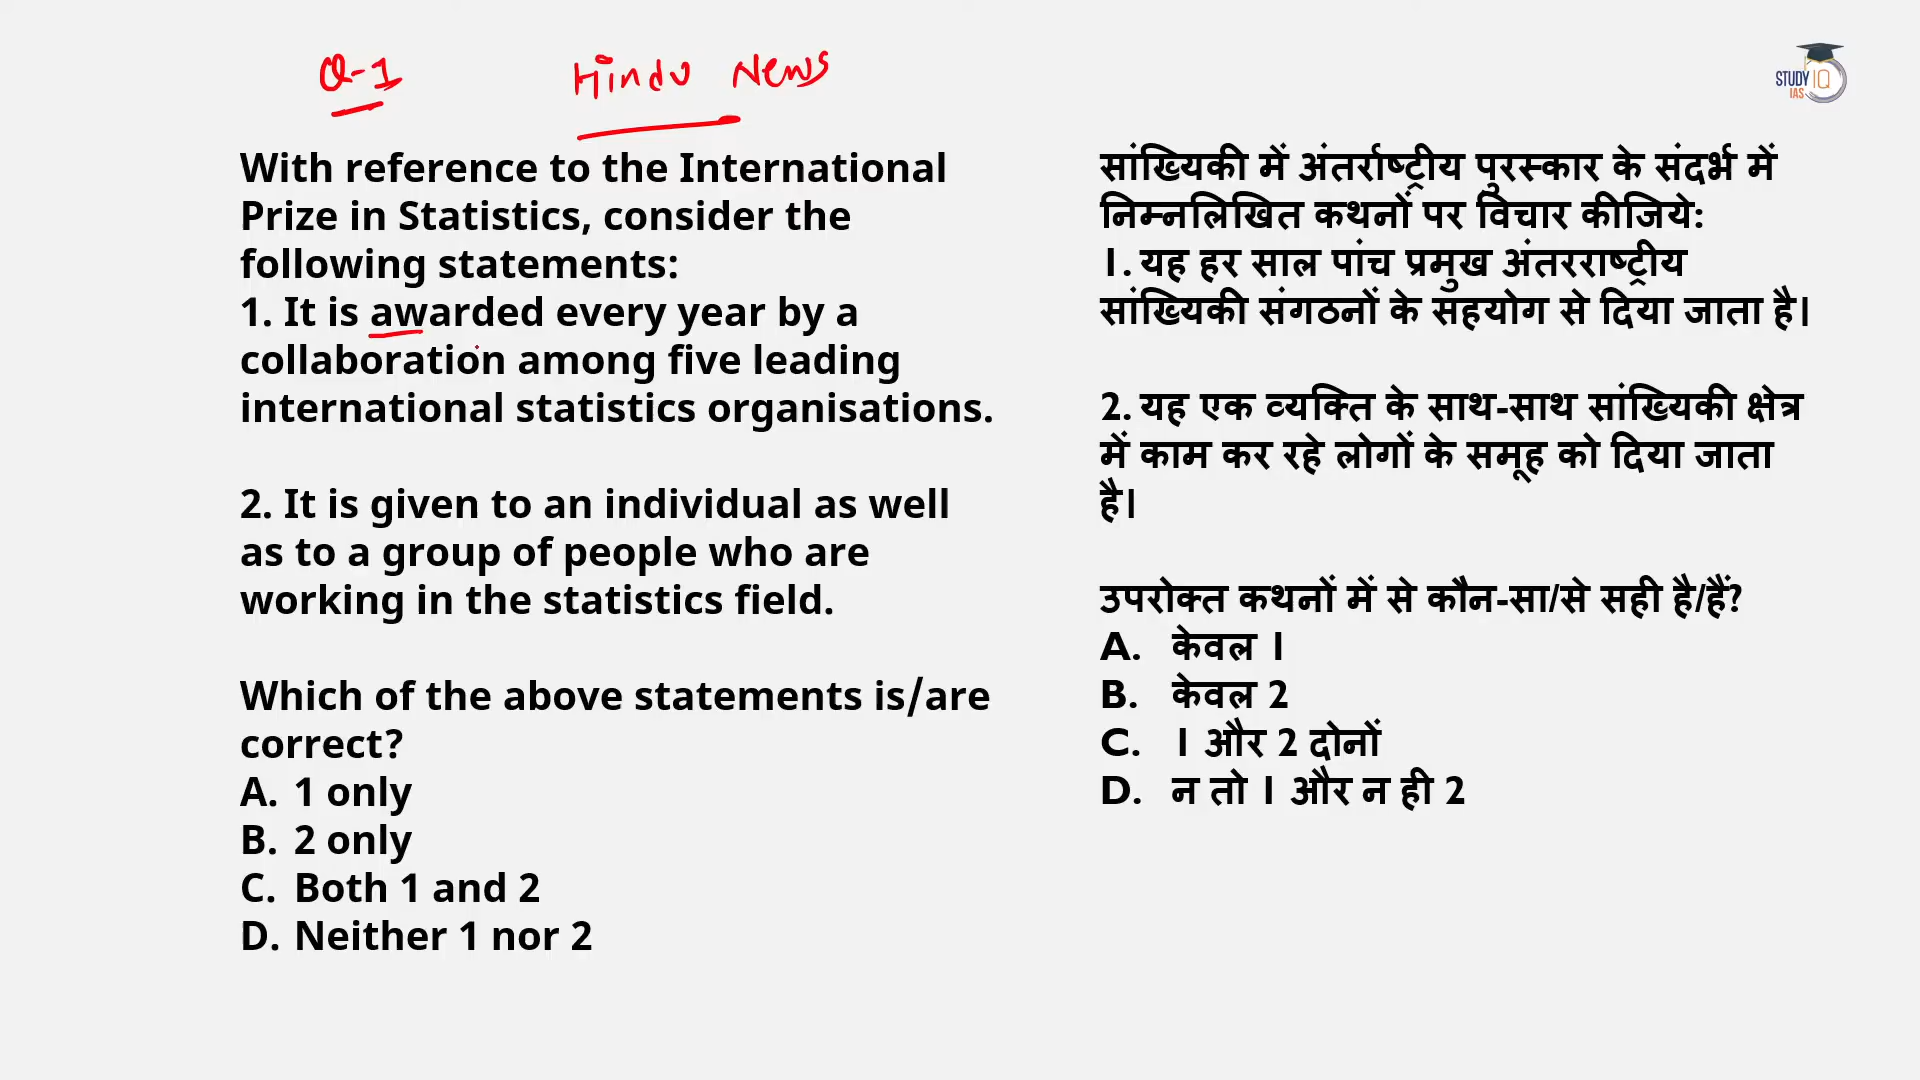 Q-1 Hindu News
STUDY IQ
IAS
With reference to the International
Prize in Statistics, consider the
following statements:
1. It is awarded every year by a
collaboration among five leading
international statistics organisations.
2. It is given to an individual as well
as to a group of people who are
working in the statistics field.
Which of the above statements is/are
correct?
A. 1 only
B. 2 only
C. Both 1 and 2
D. Neither 1 nor 2
सांख्यिकी में अंतर्राष्ट्रीय पुरस्कार के संदर्भ में
निम्नलिखित कथनों पर विचार कीजिये:
1. यह हर साल पांच प्रमुख अंतरराष्ट्रीय
सांख्यिकी संगठनों के सहयोग से दिया जाता है।
2. यह एक व्यक्ति के साथ-साथ सांख्यिकी क्षेत्र
में काम कर रहे लोगों के समूह को दिया जाता
है।
उपरोक्त कथनों में से कौन-सा/से सही है/हैं?
A. केवल 1
B. केवल 2
C. 1 और 2 दोनों
D. न तो 1 और न ही 2